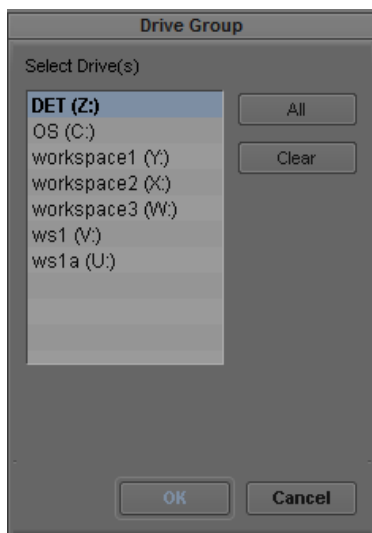 Drive Group
Select Drive(s)
DET (Z:)
All
OS (C:)
workspace1 (Y:)
Clear
workspace2 (X:)
workspace3 (W:)
ws1 (V:)
ws1a (U:)
OK
Cancel